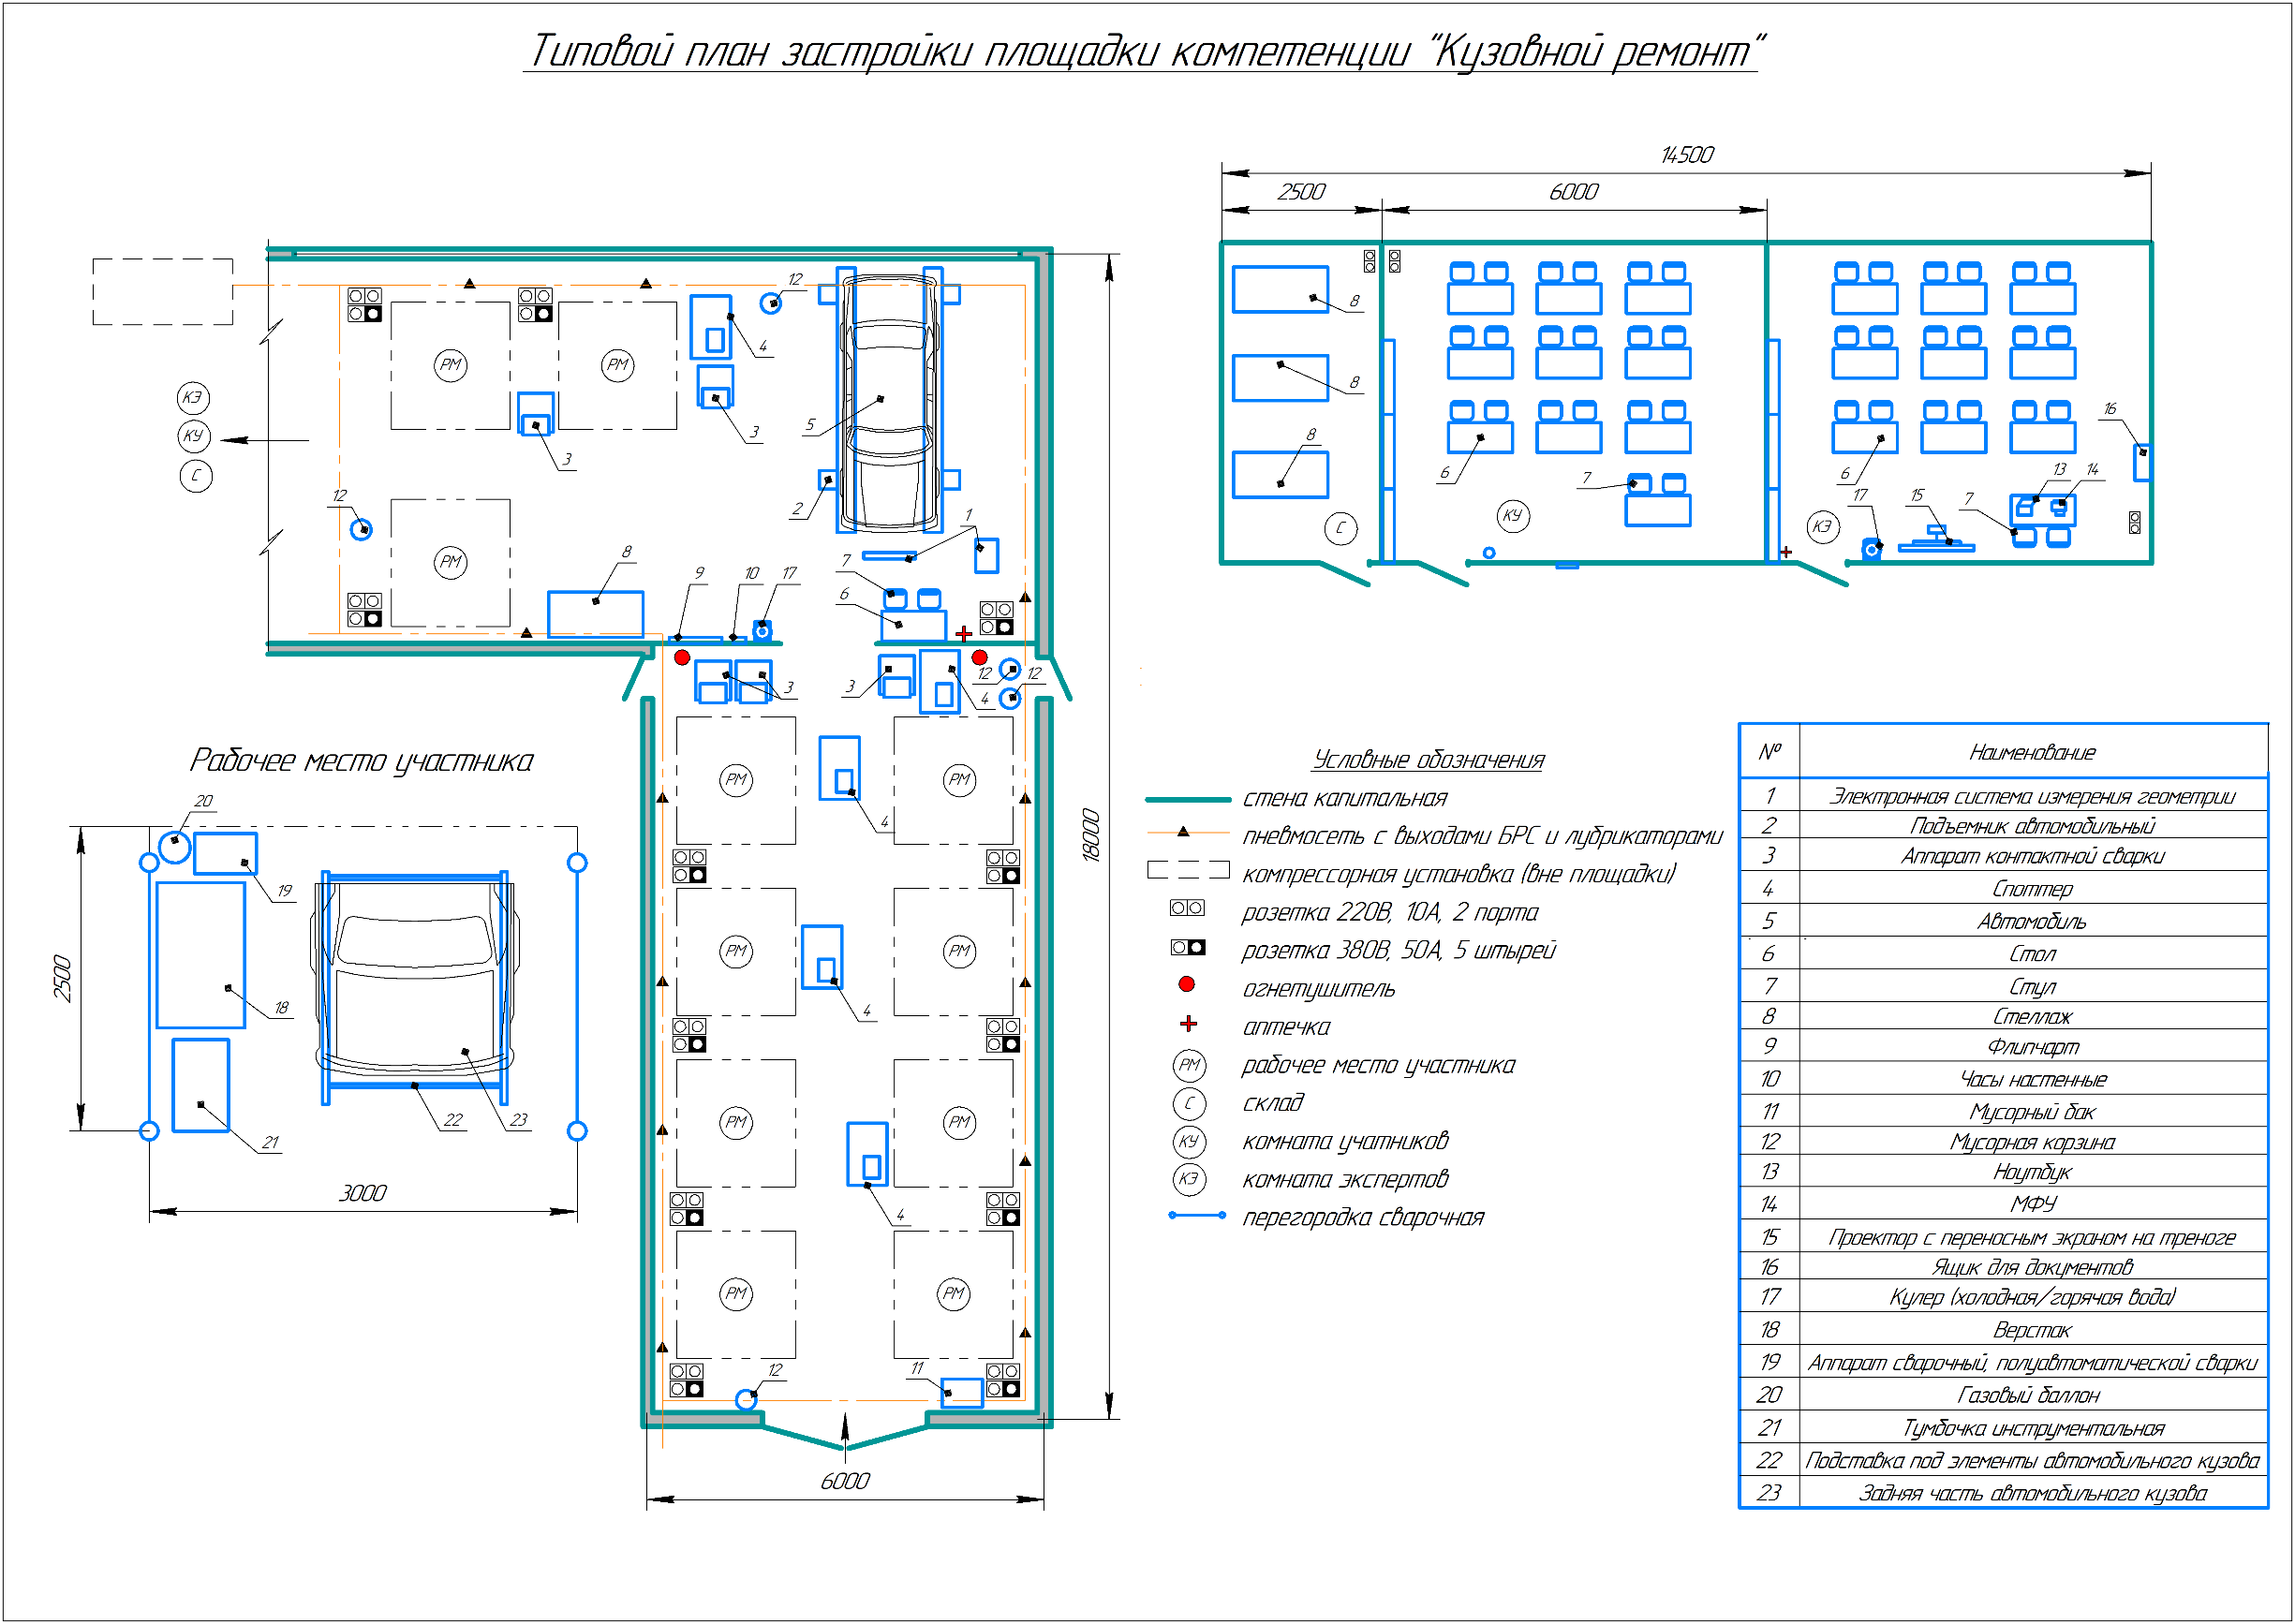 Типовой план застройки площадки компетенции "Кузовной ремонт"
14500
2500
6000
12
4
3
3
5
2
1
12
8
9
10
17
7
6
КЭ
КУ
С
РМ
РМ
РМ
3
3
4
12
12
РМ
РМ
4
РМ
РМ
4
РМ
РМ
4
РМ
РМ
12
11
6000
18000
8
8
8
С
6
7
КУ
6
16
17
15
7
13
14
КЭ
Рабочее место участника
20
19
18
21
22
23
2500
3000
Условные обозначения
стена капитальная
пневмосеть с выходами БРС и лубрикаторами
компрессорная установка (вне площадки)
розетка 220В, 10А, 2 порта
розетка 380В, 50А, 5 штырей
огнетушитель
аптечка
РМ рабочее место участника
С склад
КУ комната учатников
КЭ комната экспертов
перегородка сварочная
№ Наименование
1 Электронная система измерения геометрии
2 Подъемник автомобильный
3 Аппарат контактной сварки
4 Споттер
5 Автомобиль
6 Стол
7 Стул
8 Стеллаж
9 Флипчарт
10 Часы настенные
11 Мусорный бак
12 Мусорная корзина
13 Ноутбук
14 МФУ
15 Проектор с переносным экраном на треноге
16 Ящик для документов
17 Кулер (холодная/горячая вода)
18 Верстак
19 Аппарат сварочный, полуавтоматической сварки
20 Газовый баллон
21 Тумбочка инструментальная
22 Подставка под элементы автомобильного кузова
23 Задняя часть автомобильного кузова